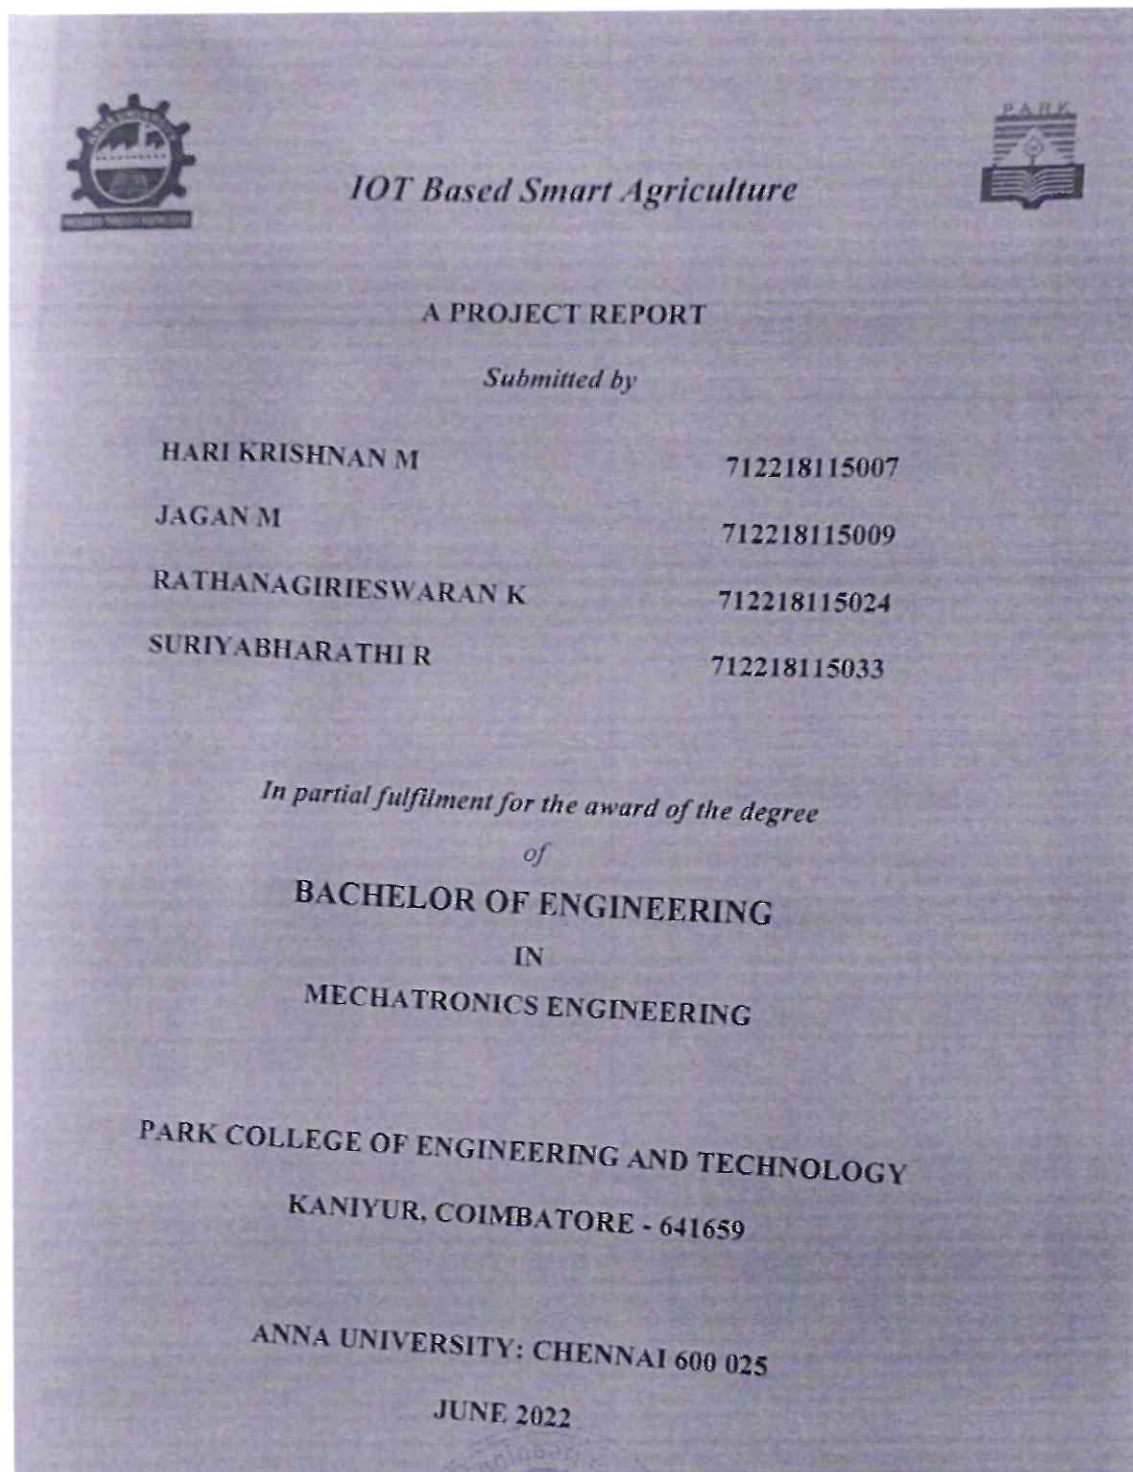 PARK
IOT Based Smart Agriculture
A PROJECT REPORT
Submitted by
HARI KRISHNAN M 712218115007
JAGAN M 712218115009
RATHANAGIRIESWARAN K 712218115024
SURIYABHARATHI R 712218115033
In partial fulfilment for the award of the degree
of
BACHELOR OF ENGINEERING
IN
MECHATRONICS ENGINEERING
PARK COLLEGE OF ENGINEERING AND TECHNOLOGY
KANIYUR, COIMBATORE - 641659
ANNA UNIVERSITY: CHENNAI 600 025
JUNE 2022